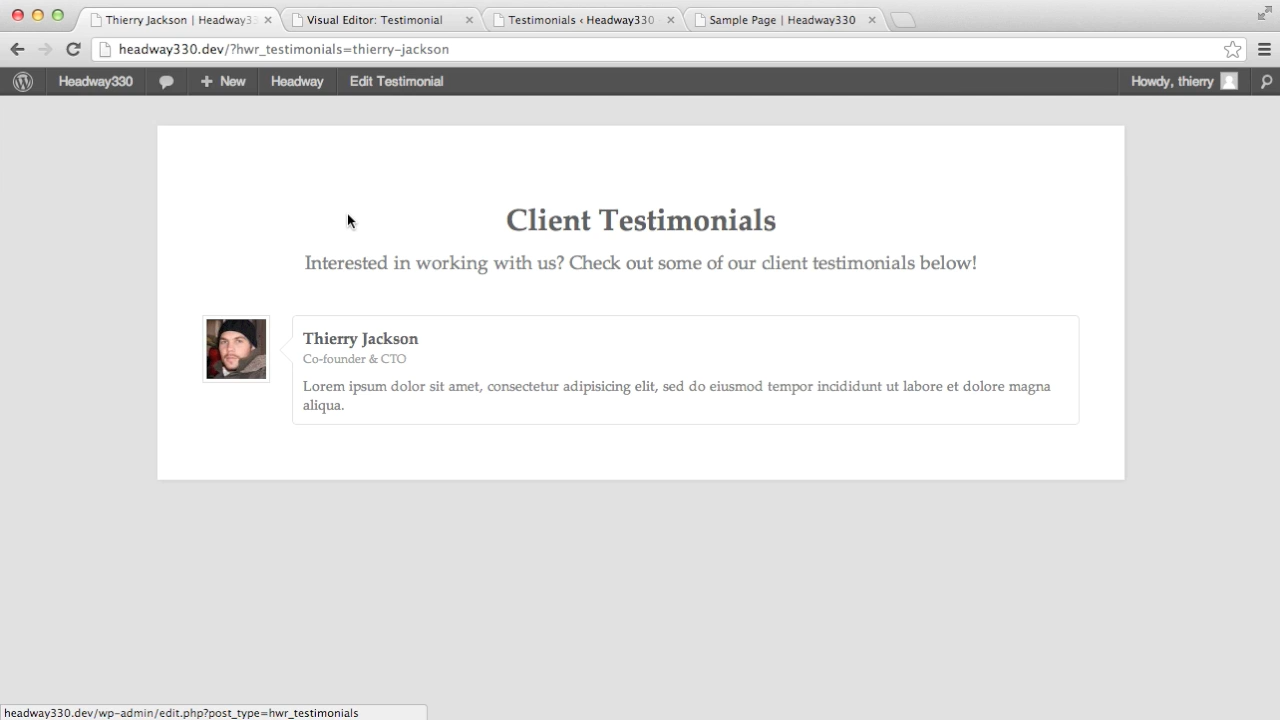 Thierry Jackson | Headway33
Visual Editor: Testimonial
Testimonials ‹ Headway330
Sample Page | Headway330
headway330.dev/?hwr_testimonials=thierry-jackson
Headway330
New
Headway
Edit Testimonial
Howdy, thierry
Client Testimonials
Interested in working with us? Check out some of our client testimonials below!
Thierry Jackson
Co-founder & CTO
Lorem ipsum dolor sit amet, consectetur adipisicing elit, sed do eiusmod tempor incididunt ut labore et dolore magna
aliqua.
headway330.dev/wp-admin/edit.php?post_type=hwr_testimonials